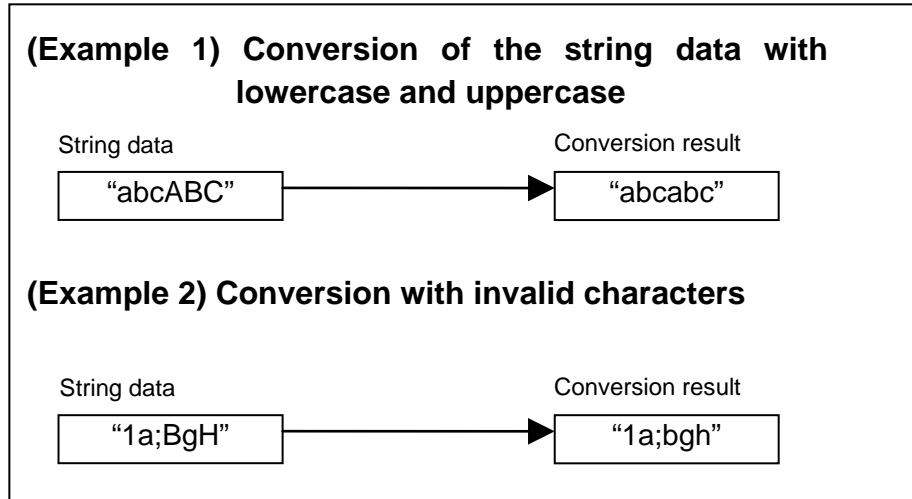 (Example 1) Conversion of the string data with
lowercase and uppercase
String data
Conversion result
“abcABC”
“abcabc”
(Example 2) Conversion with invalid characters
String data
Conversion result
“1a;BgH”
“1a;bgh”